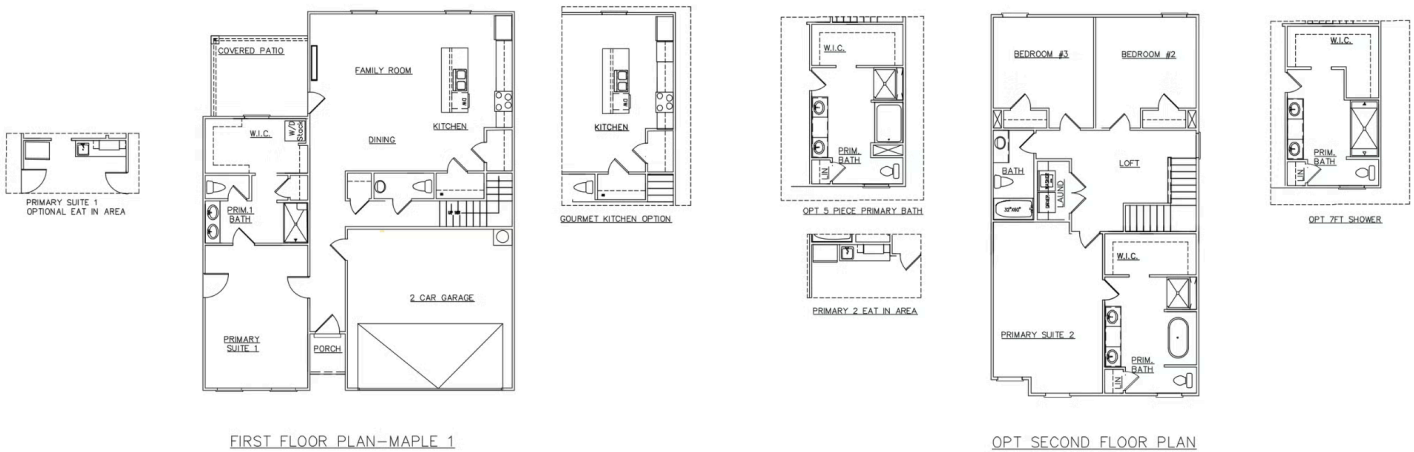 COVERED PATIO
FAMILY ROOM
W.I.C.
W/D
Stack
DINING
KITCHEN
PRIM.1
BATH
2 CAR GARAGE
PRIMARY
SUITE 1
PORCH
PRIMARY SUITE 1
OPTIONAL EAT IN AREA
KITCHEN
GOURMET KITCHEN OPTION
FIRST FLOOR PLAN-MAPLE 1
W.I.C.
PRIM.
BATH
LIN
OPT 5 PIECE PRIMARY BATH
PRIMARY 2 EAT IN AREA
BEDROOM #3
BEDROOM #2
LOFT
BATH
LAUND
32"X60"
W.I.C.
PRIMARY SUITE 2
PRIM.
BATH
LIN
OPT SECOND FLOOR PLAN
W.I.C.
PRIM.
BATH
LIN
OPT 7FT SHOWER